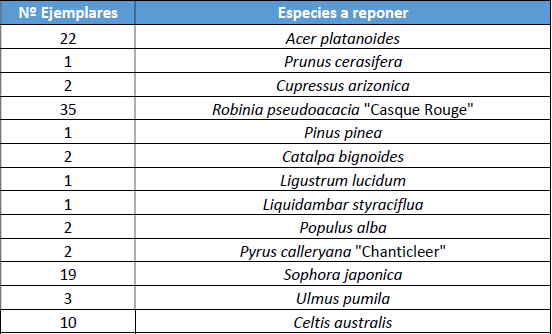 Nº Ejemplares Especies a reponer
22 Acer platanoides
1 Prunus cerasifera
2 Cupressus arizonica
35 Robinia pseudoacacia "Casque Rouge"
1 Pinus pinea
2 Catalpa bignoides
1 Ligustrum lucidum
1 Liquidambar styraciflua
2 Populus alba
2 Pyrus calleryana "Chanticleer"
19 Sophora japonica
3 Ulmus pumila
10 Celtis australis